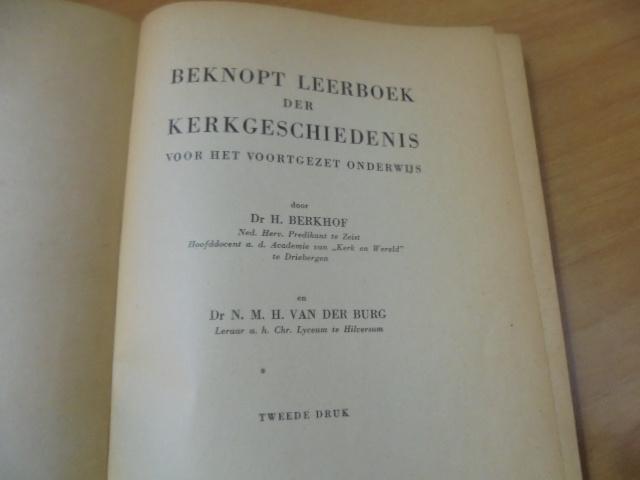 BEKNOPT LEERBOEK
DER
KERKGESCHIEDENIS
VOOR HET VOORTGEZET ONDERWIJS
door
Dr H. BERKHOF
Ned. Herv. Predikant te Zeist
Hoofddocent a. d. Academie van „Kerk en Wereld”
te Driebergen
en
Dr N. M. H. VAN DER BURG
Leraar a. h. Chr. Lyceum te Hilversum
*
TWEEDE DRUK